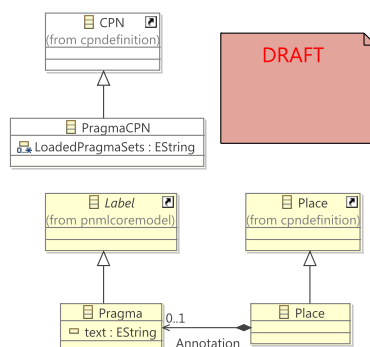 CPN
(from cpndefinition)
DRAFT
PragmaCPN
LoadedPragmaSets : EString
Label
(from pnmlcoremodel)
Place
(from cpndefinition)
Pragma
text : EString
0..1
Place
Annotation